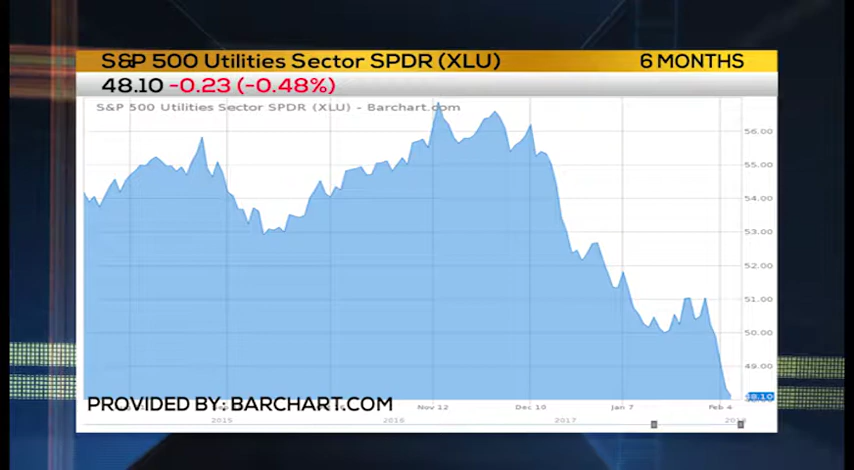 S&P 500 Utilities Sector SPDR (XLU) 6 MONTHS
48.10 -0.23 (-0.48%)
S&P 500 Utilities Sector SPDR (XLU) - Barchart.com
56.00
55.00
54.00
53.00
52.00
51.00
50.00
49.00
48.10
PROVIDED BY: BARCHART.COM
Nov 12 Dec 10 Jan 7 Feb 4
2015 2016 2017